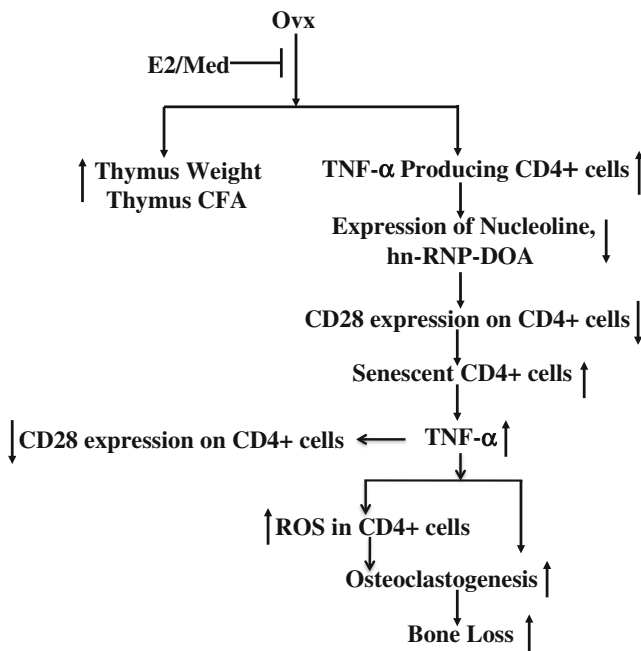 Ovx
E2/Med
Thymus Weight
Thymus CFA
TNF-α Producing CD4+ cells
Expression of Nucleoline,
hn-RNP-DOA
CD28 expression on CD4+ cells
Senescent CD4+ cells
CD28 expression on CD4+ cells
TNF-α
ROS in CD4+ cells
Osteoclastogenesis
Bone Loss